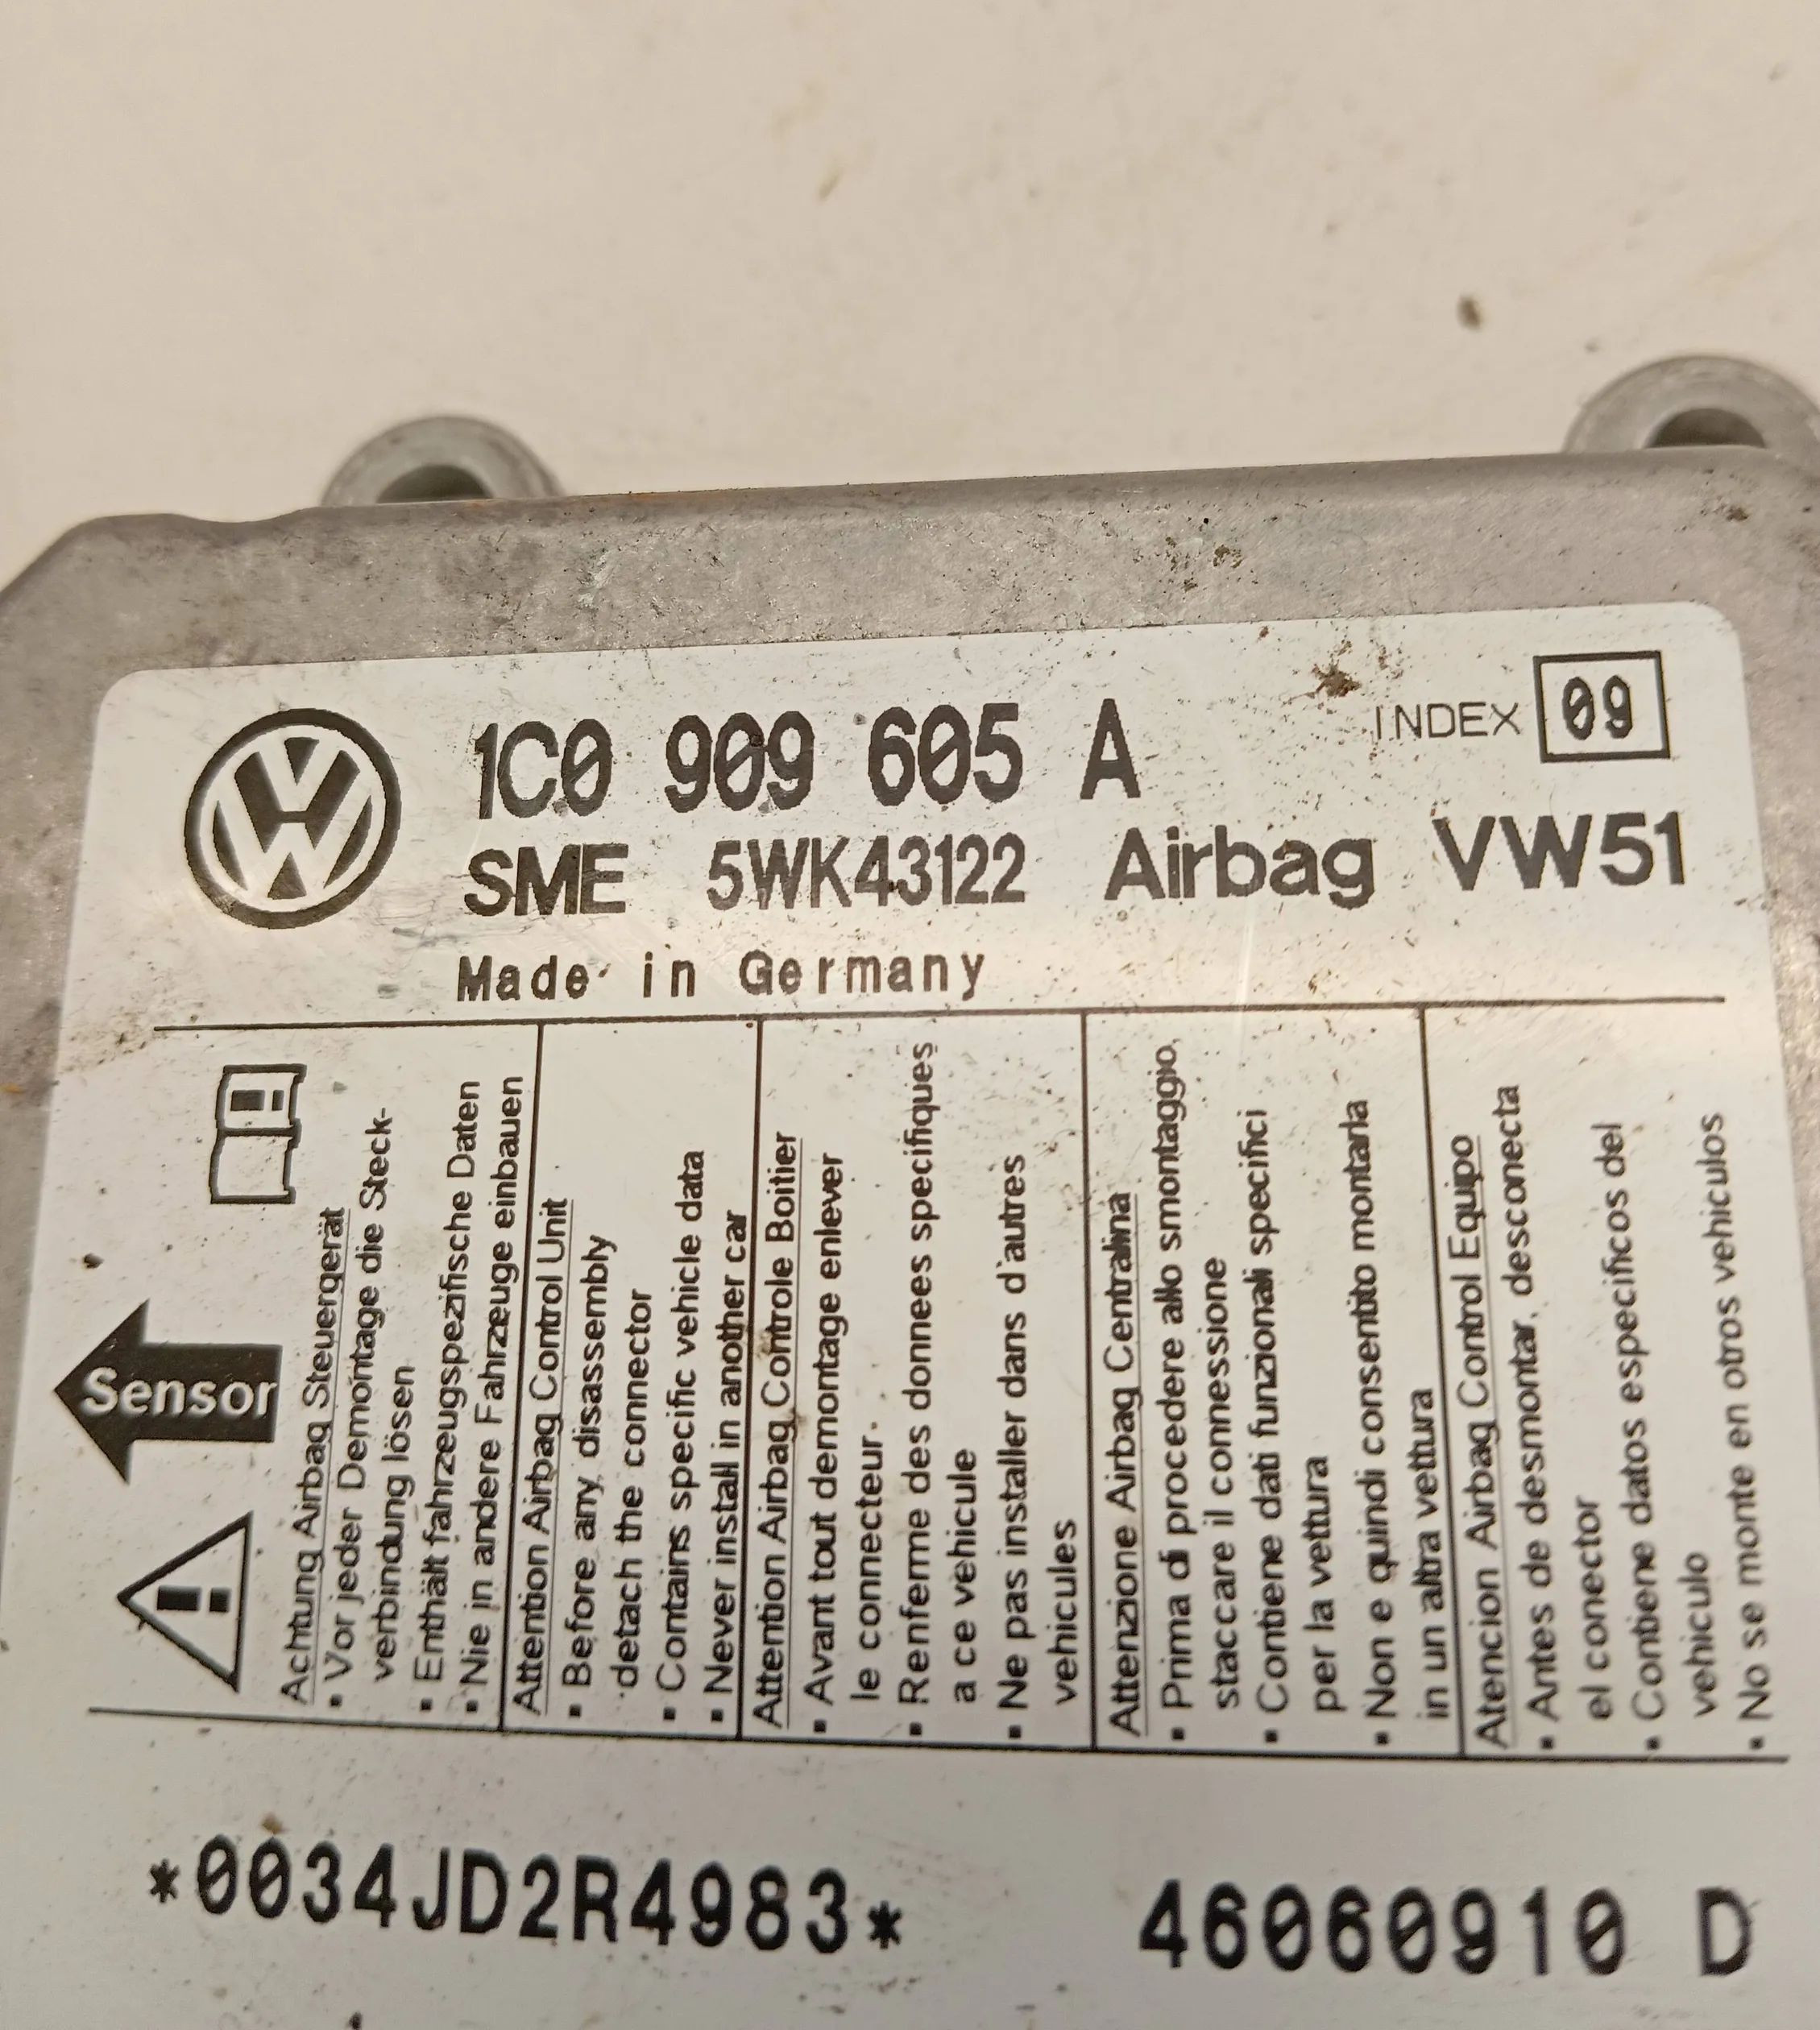 1C0 909 605 A INDEX 09
SME 5WK43122 Airbag VW51
Made in Germany
Sensor
Achtung Airbag Steuergerät
• Vor jeder Demontage die Steck-
verbindung lösen
• Enthält fahrzeugspezifische Daten
• Nie in andere Fahrzeuge einbauen
Attention Airbag Control Unit
• Before any disassembly
detach the connector
• Contains specific vehicle data
• Never install in another car
Attention Airbag Controle Boitier
• Avant tout demontage enlever
le connecteur.
• Renferme des donnees specifiques
a ce vehicule
• Ne pas installer dans d'autres
vehicules
Attenzione Airbag Centralina
• Prima di procedere allo smontaggio,
staccare il connessione
• Contiene dati funzionali specifici
per la vettura
• Non e quindi consentito montarla
in un altra vettura
Atencion Airbag Control Equipo
• Antes de desmontar, desconecta
el conector
• Contiene datos especificos del
vehiculo
• No se monte en otros vehiculos
*0034JD2R4983* 46060910 D